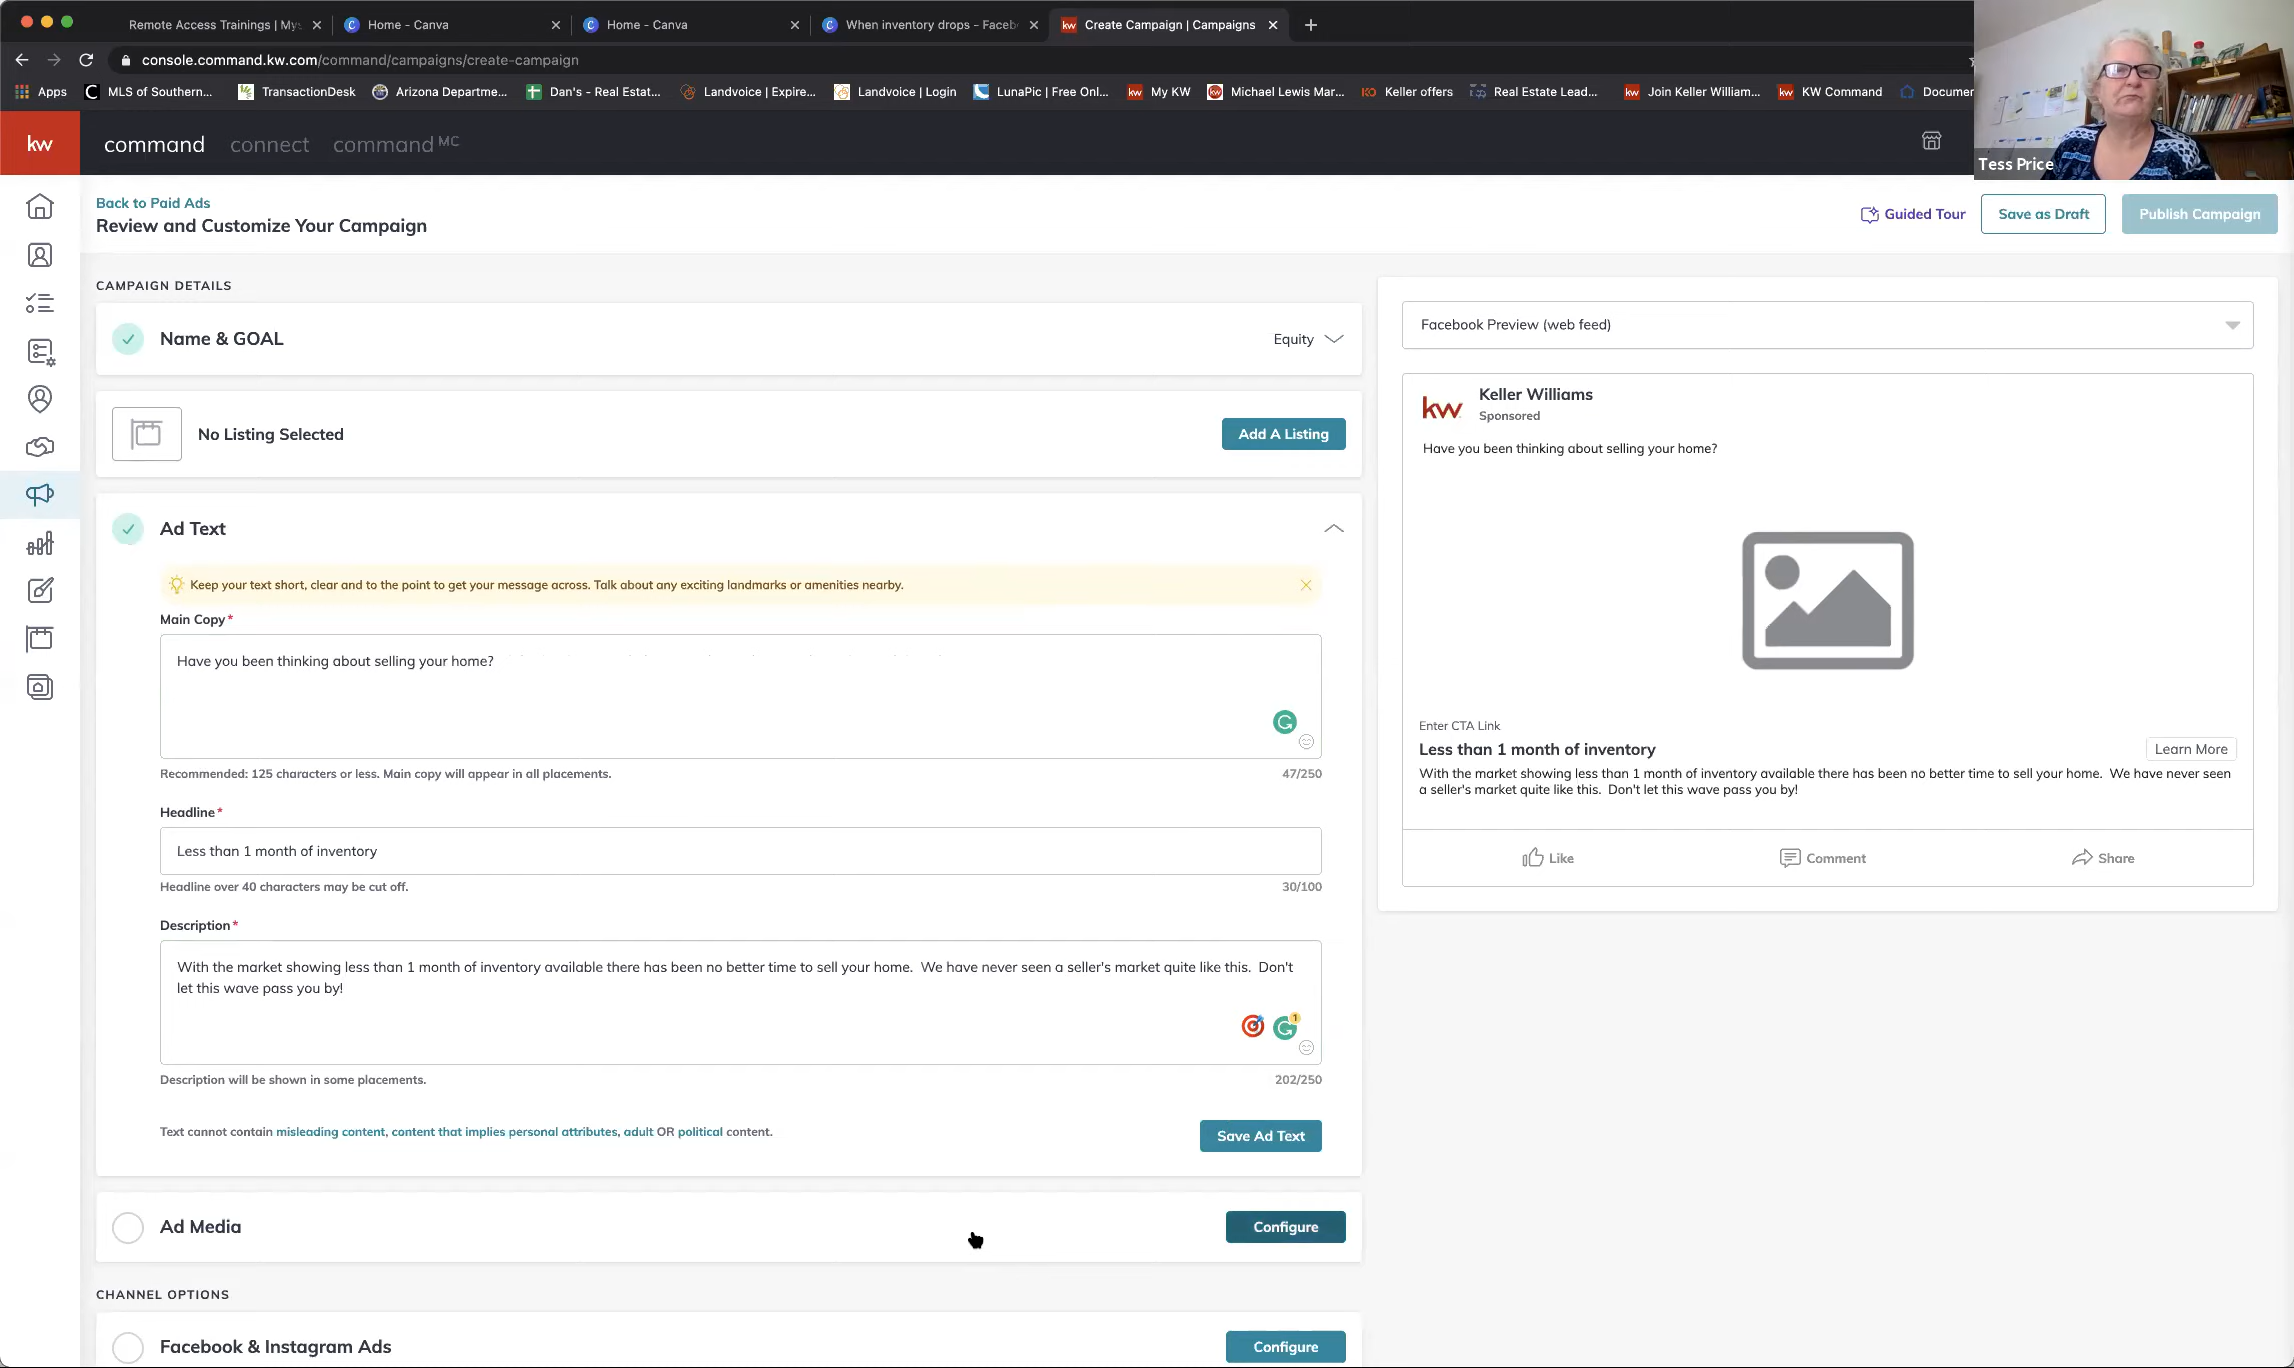 Remote Access Trainings | Mys
Home - Canva
Home - Canva
When inventory drops - Faceb
Create Campaign | Campaigns
console.command.kw.com/command/campaigns/create-campaign
Apps
MLS of Southern...
TransactionDesk
Arizona Departme...
Dan's - Real Estat...
Landvoice | Expire...
Landvoice | Login
LunaPic | Free Onl...
My KW
Michael Lewis Mar...
Keller offers
Real Estate Lead...
Join Keller William...
KW Command
Documen
kw
command
connect
command MC
Tess Price
Back to Paid Ads
Review and Customize Your Campaign
Guided Tour
Save as Draft
Publish Campaign
CAMPAIGN DETAILS
Name & GOAL
Equity
No Listing Selected
Add A Listing
Ad Text
Keep your text short, clear and to the point to get your message across. Talk about any exciting landmarks or amenities nearby.
Main Copy*
Have you been thinking about selling your home?
Recommended: 125 characters or less. Main copy will appear in all placements.
47/250
Headline*
Less than 1 month of inventory
Headline over 40 characters may be cut off.
30/100
Description*
With the market showing less than 1 month of inventory available there has been no better time to sell your home.  We have never seen a seller's market quite like this.  Don't
let this wave pass you by!
1
Description will be shown in some placements.
202/250
Text cannot contain misleading content, content that implies personal attributes, adult OR political content.
Save Ad Text
Ad Media
Configure
CHANNEL OPTIONS
Facebook & Instagram Ads
Configure
Facebook Preview (web feed)
kw
Keller Williams
Sponsored
Have you been thinking about selling your home?
Enter CTA Link
Less than 1 month of inventory
Learn More
With the market showing less than 1 month of inventory available there has been no better time to sell your home.  We have never seen
a seller's market quite like this.  Don't let this wave pass you by!
Like
Comment
Share